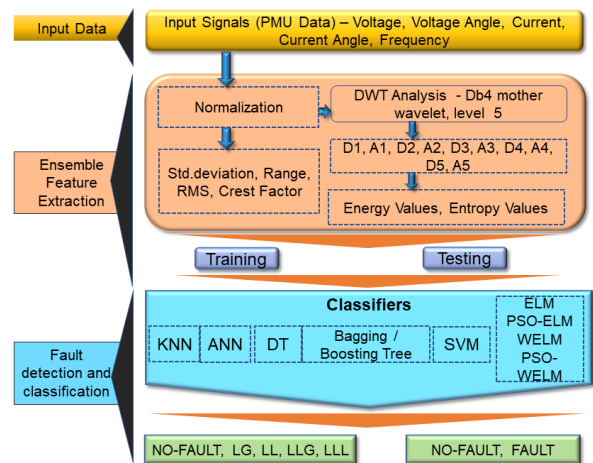 Input Data
Input Signals (PMU Data) – Voltage, Voltage Angle, Current,
Current Angle, Frequency
Ensemble
Feature
Extraction
Normalization
DWT Analysis - Db4 mother
wavelet, level 5
Std.deviation, Range,
RMS, Crest Factor
D1, A1, D2, A2, D3, A3, D4, A4,
D5, A5
Energy Values, Entropy Values
Training
Testing
Fault
detection and
classification
Classifiers
KNN
ANN
DT
Bagging /
Boosting Tree
SVM
ELM
PSO-ELM
WELM
PSO-
WELM
NO-FAULT, LG, LL, LLG, LLL
NO-FAULT, FAULT